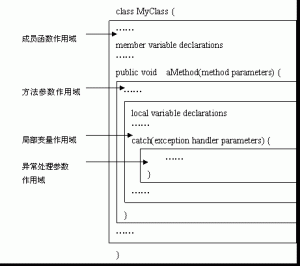 class MyClass (
……
成员函数作用域
member variable declarations
……
public void aMethod(method parameters) (
方法参数作用域
……
local variable declarations
……
局部变量作用域
catch(exception handler parameters) (
异常处理参数
作用域
……
)
……
)
……
)